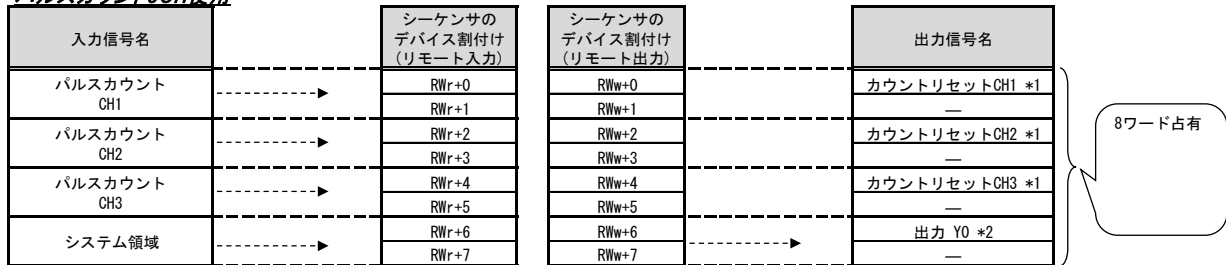 パルスカウント3CH使用
入力信号名
シーケンサの
デバイス割付け
(リモート入力)
シーケンサの
デバイス割付け
(リモート出力)
出力信号名
パルスカウント
CH1
RWr+0
RWw+0
カウントリセットCH1 *1
RWr+1
RWw+1
—
パルスカウント
CH2
RWr+2
RWw+2
カウントリセットCH2 *1
RWr+3
RWw+3
—
パルスカウント
CH3
RWr+4
RWw+4
カウントリセットCH3 *1
RWr+5
RWw+5
—
システム領域
RWr+6
RWw+6
出力 Y0 *2
RWr+7
RWw+7
—
8ワード占有